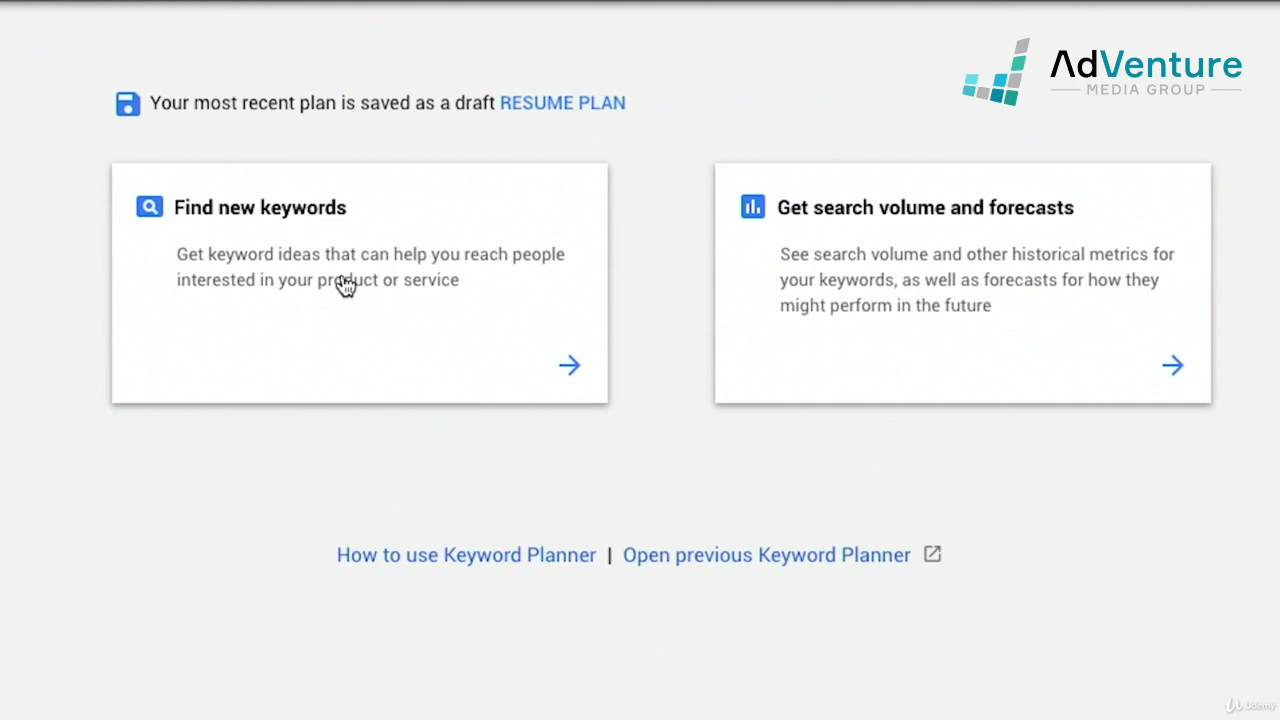 AdVenture
MEDIA GROUP
Your most recent plan is saved as a draft RESUME PLAN
Find new keywords
Get keyword ideas that can help you reach people
interested in your product or service
Get search volume and forecasts
See search volume and other historical metrics for
your keywords, as well as forecasts for how they
might perform in the future
How to use Keyword Planner | Open previous Keyword Planner
Udemy